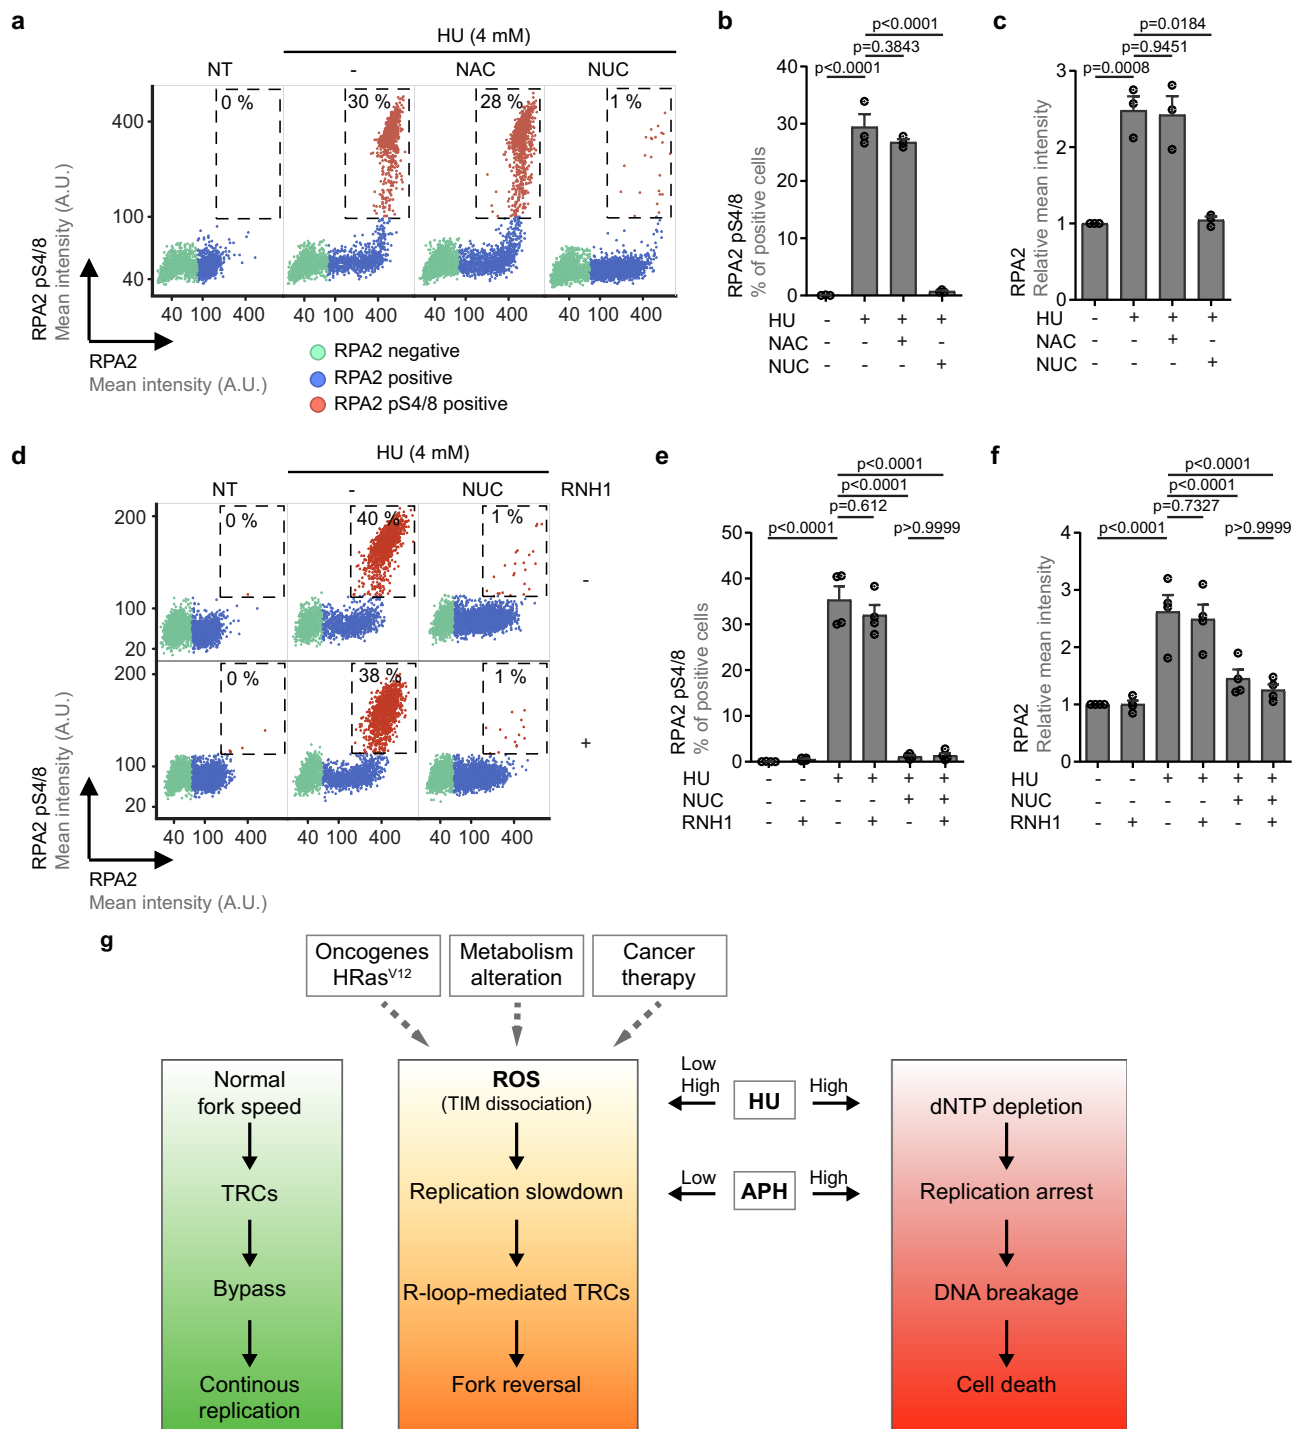 a
HU (4 mM)
NT
-
NAC
NUC
0 %
30 %
28 %
1 %
400
100
40
RPA2 pS4/8
Mean intensity (A.U.)
40 100 400
40 100 400
40 100 400
40 100 400
RPA2
Mean intensity (A.U.)
RPA2 negative
RPA2 positive
RPA2 pS4/8 positive
b
p<0.0001
p=0.3843
p<0.0001
40
30
20
10
0
RPA2 pS4/8
% of positive cells
HU - + + +
NAC - - + -
NUC - - - +
c
p=0.0184
p=0.9451
p=0.0008
3
2
1
0
RPA2
Relative mean intensity
HU - + + +
NAC - - + -
NUC - - - +
d
HU (4 mM)
NT
-
NUC
RNH1
0 %
40 %
1 %
-
200
100
20
0 %
38 %
1 %
+
200
100
20
RPA2 pS4/8
Mean intensity (A.U.)
40 100 400
40 100 400
40 100 400
RPA2
Mean intensity (A.U.)
e
p<0.0001
p<0.0001
p=0.612
p<0.0001
p>0.9999
50
40
30
20
10
0
RPA2 pS4/8
% of positive cells
HU - - + + + +
NUC - - - - + +
RNH1 - + - + - +
f
p<0.0001
p<0.0001
p=0.7327
p<0.0001
p>0.9999
4
3
2
1
0
RPA2
Relative mean intensity
HU - - + + + +
NUC - - - - + +
RNH1 - + - + - +
g
Oncogenes
HRasV12
Metabolism
alteration
Cancer
therapy
Normal
fork speed
TRCs
Bypass
Continous
replication
ROS
(TIM dissociation)
Replication slowdown
R-loop-mediated TRCs
Fork reversal
Low
High
HU
High
Low
APH
High
dNTP depletion
Replication arrest
DNA breakage
Cell death